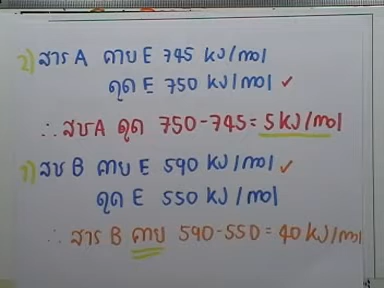 2) สาร A คาย E 745 kJ/mol
ดูด E 750 kJ/mol ✓
∴ สาร A ดูด 750-745 = 5 kJ/mol
1) สาร B คาย E 590 kJ/mol ✓
ดูด E 550 kJ/mol
∴ สาร B คาย 590-550 = 40 kJ/mol